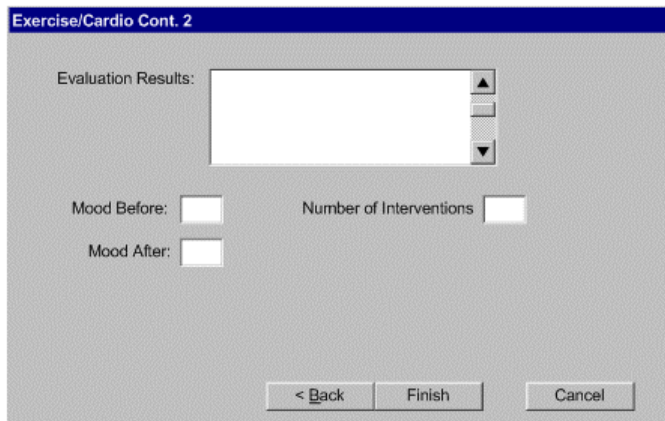 Exercise/Cardio Cont. 2
Evaluation Results:
Mood Before: Number of Interventions
Mood After:
< Back Finish Cancel